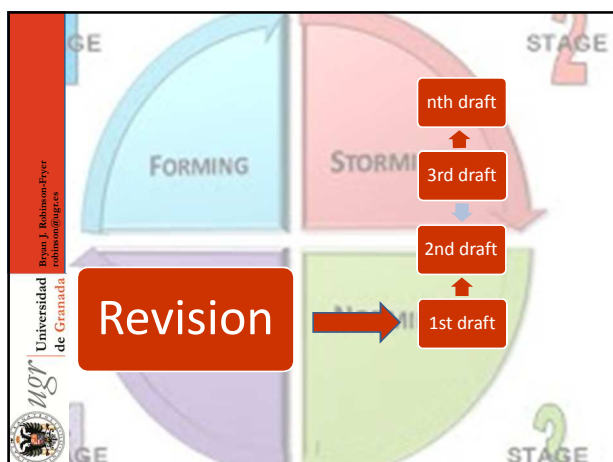 GE
STAGE
2
nth draft
FORMING
STORMI
3rd draft
2nd draft
Revision
1st draft
Bryan J. Robinson-Fryer
robinson@ugr.es
Universidad
de Granada
ugr
GE
STAGE